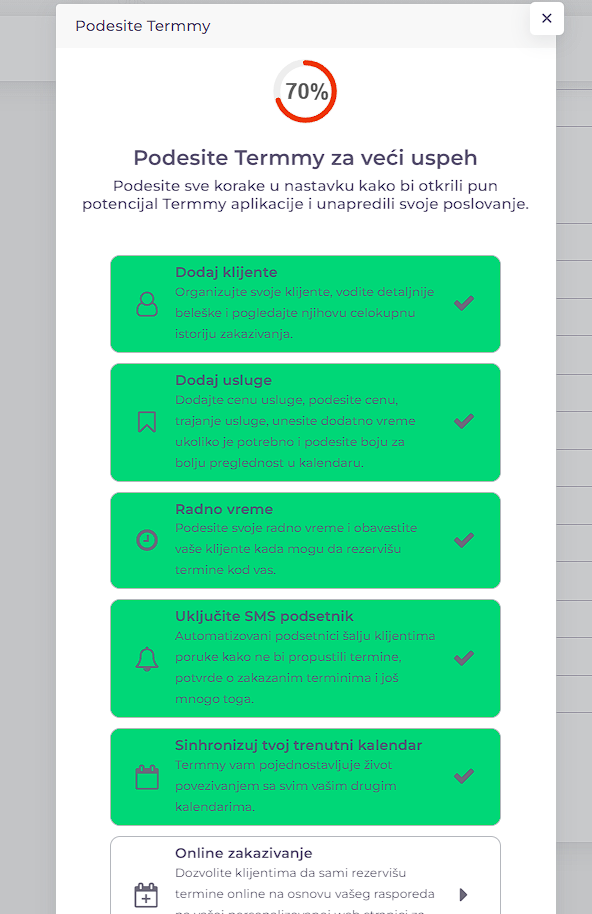 Podesite Termmy
70%
Podesite Termmy za veći uspeh
Podesite sve korake u nastavku kako bi otkrili pun
potencijal Termmy aplikacije i unapredili svoje poslovanje.
Dodaj klijente
Organizujte svoje klijente, vodite detaljnije
beleške i pogledajte njihovu celokupnu
istoriju zakazivanja.
Dodaj usluge
Dodajte cenu usluge, podesite cenu,
trajanje usluge, unesite dodatno vreme
ukoliko je potrebno i podesite boju za
bolju preglednost u kalendaru.
Radno vreme
Podesite svoje radno vreme i obavestite
vaše klijente kada mogu da rezervišu
termine kod vas.
Uključite SMS podsetnik
Automatizovani podsetnici šalju klijentima
poruke kako ne bi propustili termine,
potvrde o zakazanim terminima i još
mnogo toga.
Sinhronizuj tvoj trenutni kalendar
Termmy vam pojednostavljuje život
povezivanjem sa svim vašim drugim
kalendarima.
Online zakazivanje
Dozvolite klijentima da sami rezervišu
termine online na osnovu vašeg rasporeda